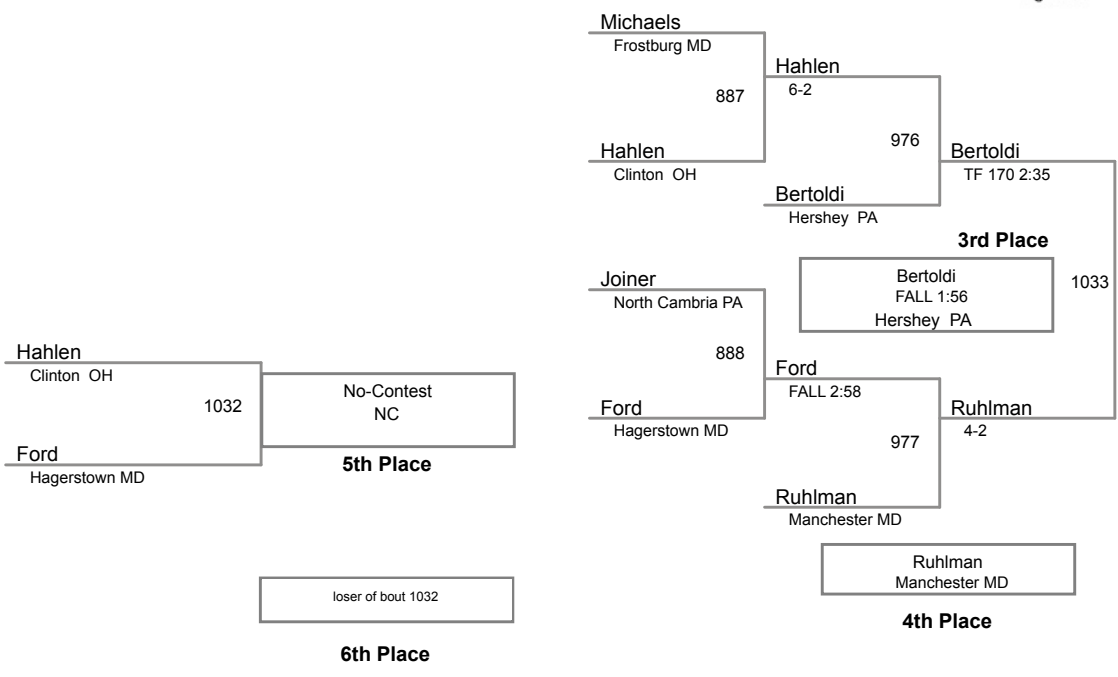 Michaels
Frostburg MD
887
Hahlen
Clinton OH
Hahlen
6-2
976
Bertoldi
Hershey PA
Bertoldi
TF 170 2:35
3rd Place
Bertoldi
FALL 1:56
Hershey PA
1033
Joiner
North Cambria PA
888
Ford
Hagerstown MD
Ford
FALL 2:58
977
Ruhlman
4-2
Ruhlman
Manchester MD
Ruhlman
Manchester MD
4th Place
Hahlen
Clinton OH
1032
Ford
Hagerstown MD
No-Contest
NC
5th Place
loser of bout 1032
6th Place